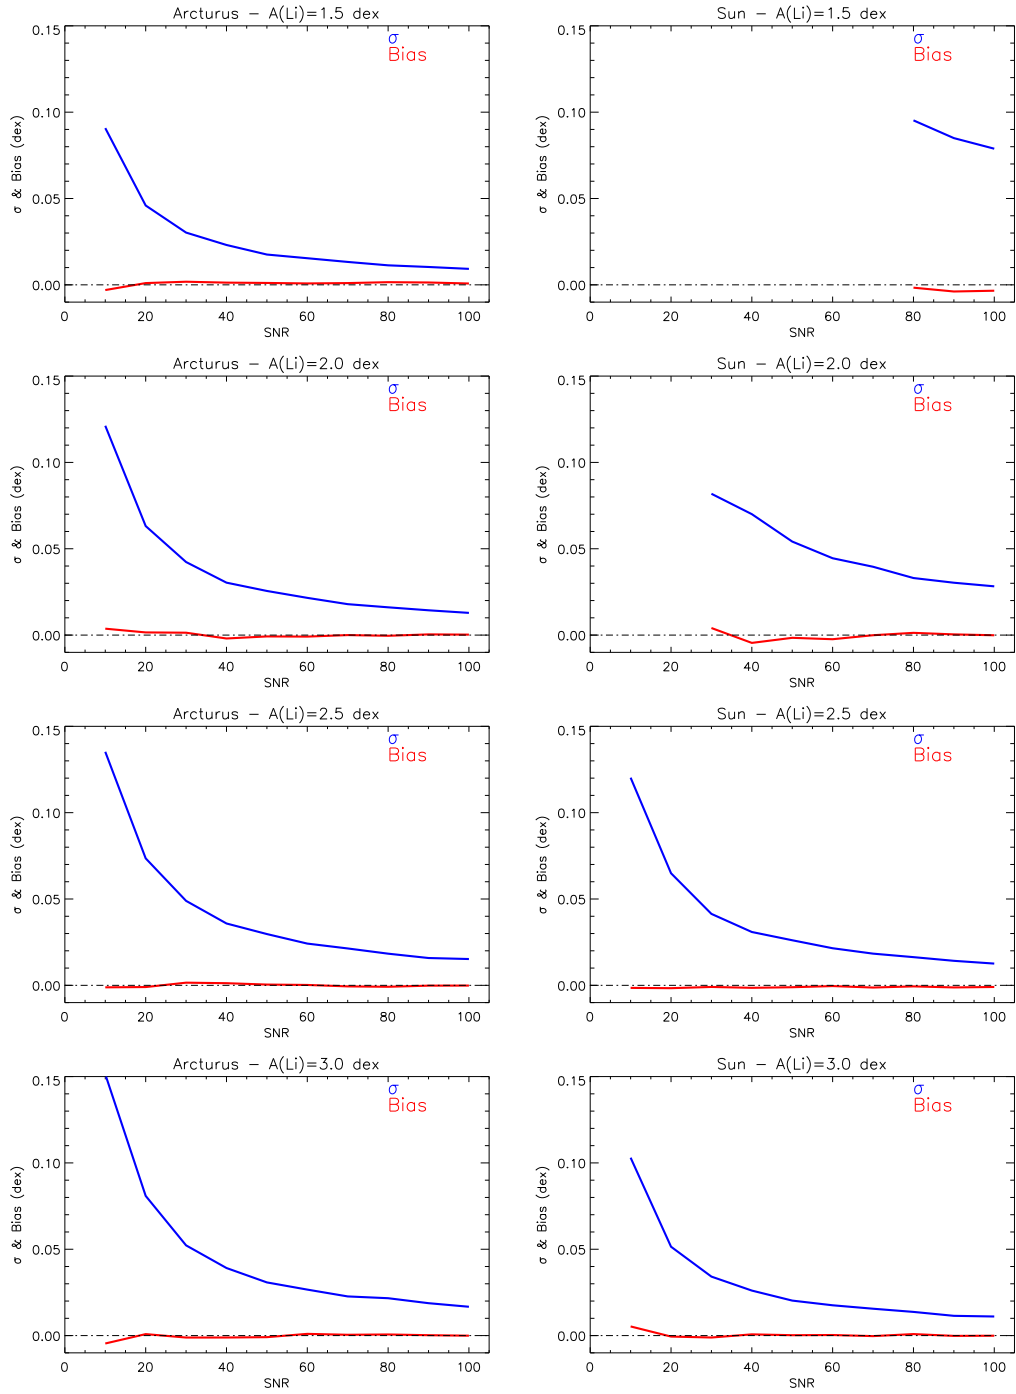 Arcturus – A(Li)=1.5 dex
σ
Bias
σ & Bias (dex)
0.15
0.10
0.05
0.00
0 20 40 60 80 100
SNR
Sun – A(Li)=1.5 dex
σ
Bias
σ & Bias (dex)
0.15
0.10
0.05
0.00
0 20 40 60 80 100
SNR
Arcturus – A(Li)=2.0 dex
σ
Bias
σ & Bias (dex)
0.15
0.10
0.05
0.00
0 20 40 60 80 100
SNR
Sun – A(Li)=2.0 dex
σ
Bias
σ & Bias (dex)
0.15
0.10
0.05
0.00
0 20 40 60 80 100
SNR
Arcturus – A(Li)=2.5 dex
σ
Bias
σ & Bias (dex)
0.15
0.10
0.05
0.00
0 20 40 60 80 100
SNR
Sun – A(Li)=2.5 dex
σ
Bias
σ & Bias (dex)
0.15
0.10
0.05
0.00
0 20 40 60 80 100
SNR
Arcturus – A(Li)=3.0 dex
σ
Bias
σ & Bias (dex)
0.15
0.10
0.05
0.00
0 20 40 60 80 100
SNR
Sun – A(Li)=3.0 dex
σ
Bias
σ & Bias (dex)
0.15
0.10
0.05
0.00
0 20 40 60 80 100
SNR